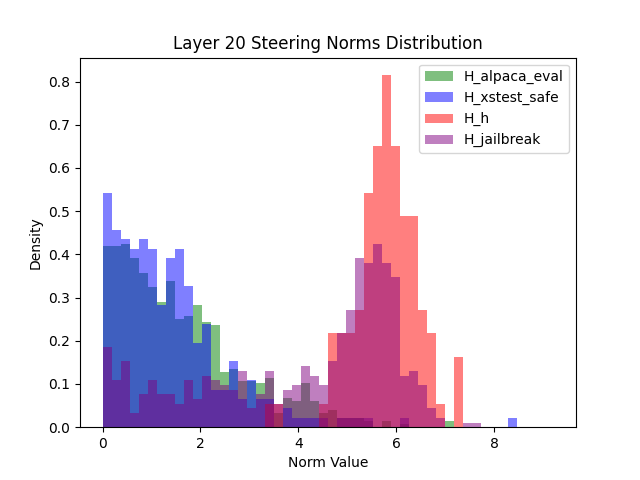 Layer 20 Steering Norms Distribution
H_alpaca_eval
H_xstest_safe
H_h
H_jailbreak
0.8
0.7
0.6
0.5
0.4
0.3
0.2
0.1
0.0
Density
0 2 4 6 8
Norm Value